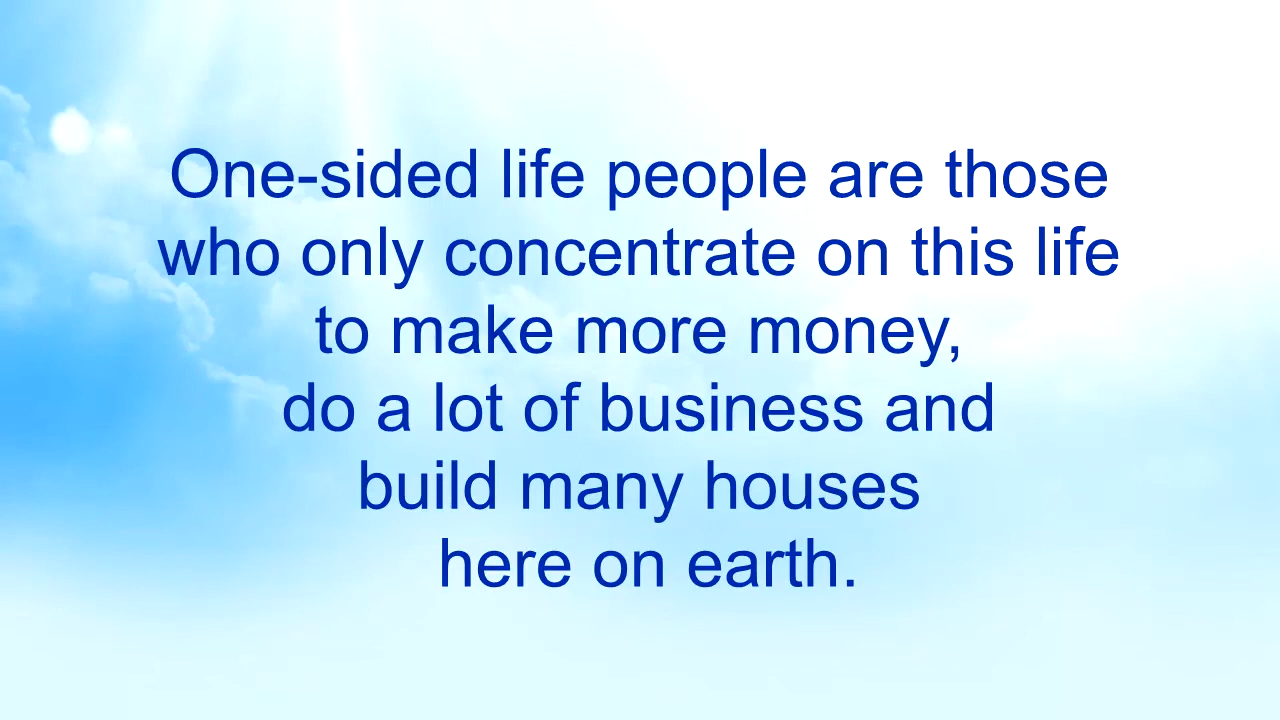 One-sided life people are those
who only concentrate on this life
to make more money,
do a lot of business and
build many houses
here on earth.